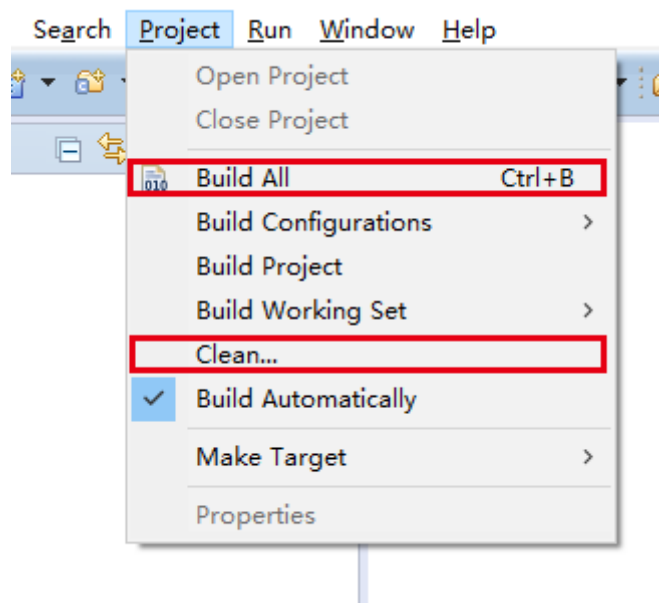 Search Project Run Window Help
Open Project
Close Project
010 Build All Ctrl+B
Build Configurations >
Build Project
Build Working Set >
Clean...
Build Automatically
Make Target >
Properties